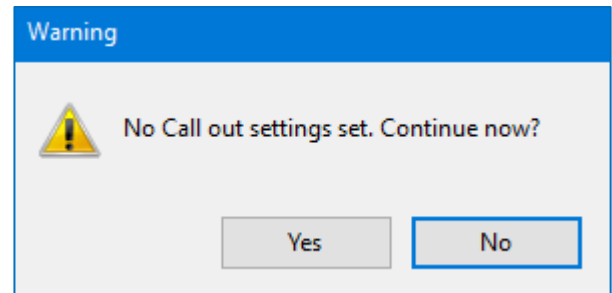 Warning
No Call out settings set. Continue now?
Yes
No